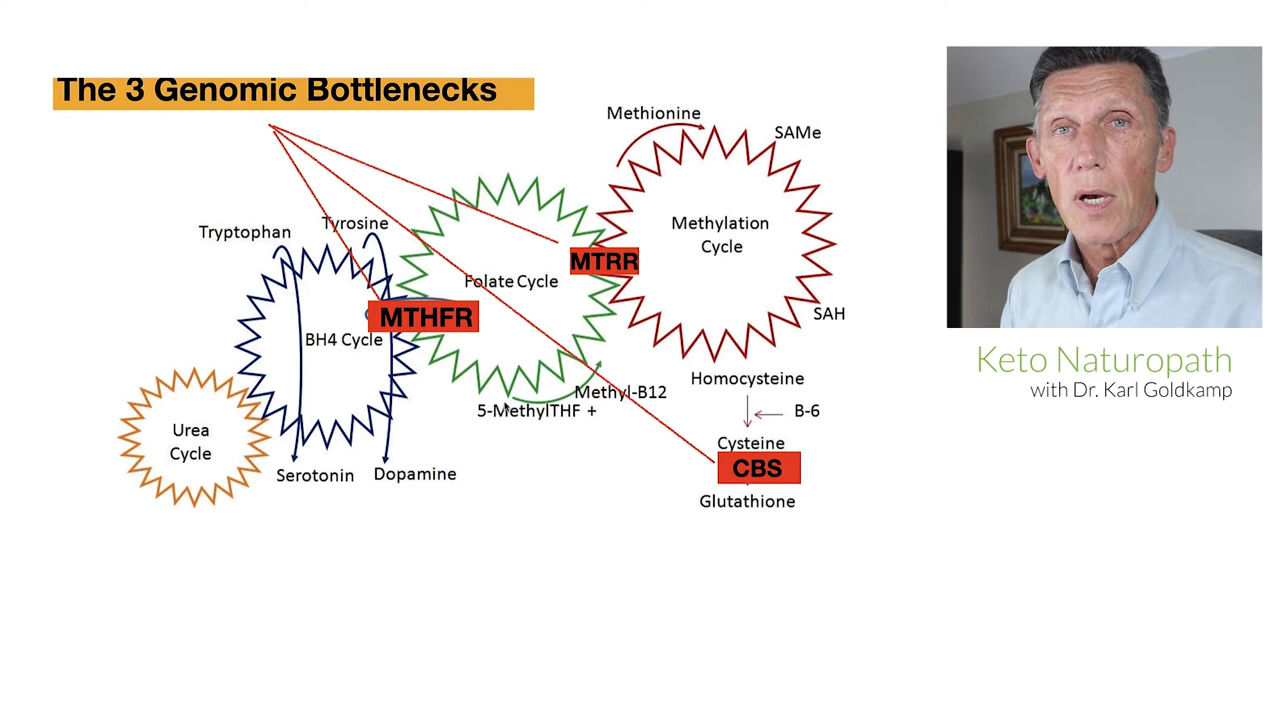 The 3 Genomic Bottlenecks
Methionine
SAMe
Tryptophan
Tyrosine
Methylation
Cycle
MTRR
Folate Cycle
MTHFR
SAH
BH4 Cycle
Homocysteine
Methyl-B12
5-MethylTHF +
B-6
Urea
Cycle
Cysteine
CBS
Serotonin
Dopamine
Glutathione
Keto Naturopath
with Dr. Karl Goldkamp